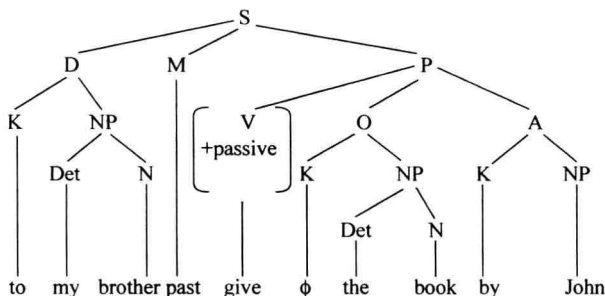 S
D M P
K NP V O A
+passive
Det N K NP K NP
Det N
to my brother past give ϕ the book by John